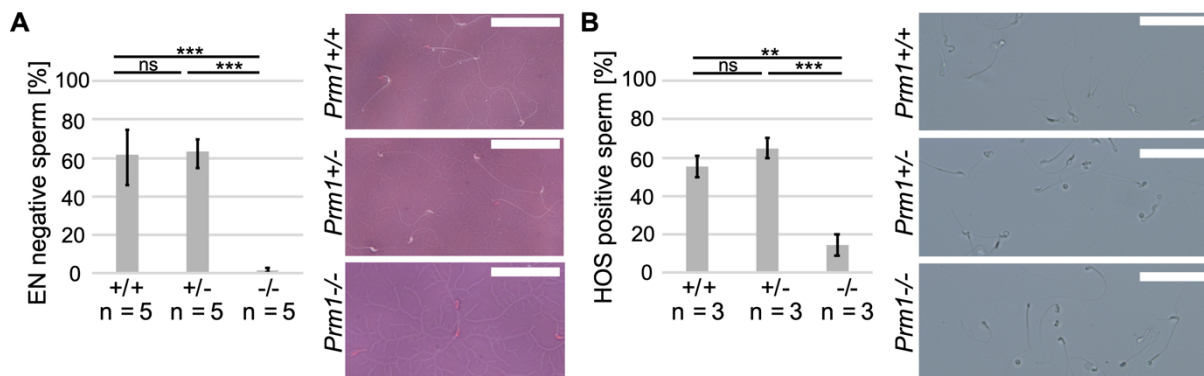 A
***
ns ***
EN negative sperm [%]
100
80
60
40
20
0
+/+ +/- -/-
n = 5 n = 5 n = 5
Prm1+/+
Prm1+/-
Prm1-/-
B
**
ns ***
HOS positive sperm [%]
100
80
60
40
20
0
+/+ +/- -/-
n = 3 n = 3 n = 3
Prm1+/+
Prm1+/-
Prm1-/-